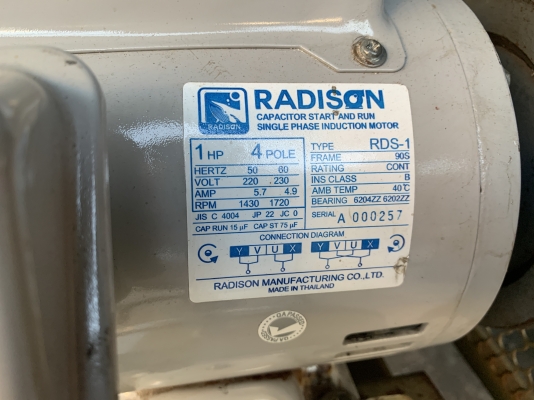 RADISON
RADISON
CAPACITOR START AND RUN
SINGLE PHASE INDUCTION MOTOR
1 HP 4 POLE
HERTZ 50 60
VOLT 220 . 230
AMP 5.7 4.9
RPM 1430 1720
JIS C 4004 JP 22 JC 0
CAP RUN 15 µF CAP ST 75 µF
TYPE RDS-1
FRAME 90S
RATING CONT
INS CLASS B
AMB TEMP 40°C
BEARING 6204ZZ 6202ZZ
SERIAL A 000257
CONNECTION DIAGRAM
Y V U X Y V U X
RADISON MANUFACTURING CO.,LTD.
MADE IN THAILAND
QA PASSED